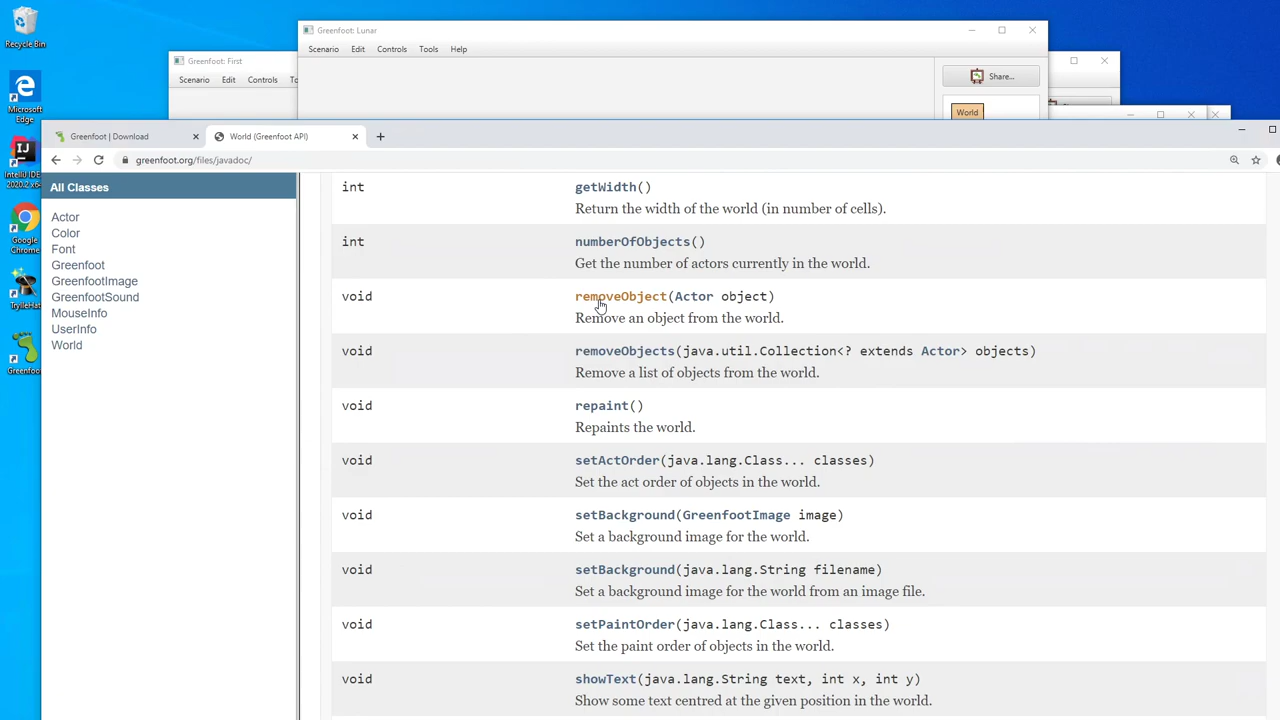 Recycle Bin
Microsoft
Edge
IntelliJ IDEA
2020.2 x64
Google
Chrome
Greenfoot: First
Scenario Edit Controls
Greenfoot: Lunar
Scenario Edit Controls Tools Help
Share...
World
Greenfoot | Download
World (Greenfoot API)
greenfoot.org/files/javadoc/
All Classes
Actor
Color
Font
Greenfoot
GreenfootImage
GreenfootSound
MouseInfo
UserInfo
World
int getWidth()
Return the width of the world (in number of cells).
int numberOfObjects()
Get the number of actors currently in the world.
void removeObject(Actor object)
Remove an object from the world.
void removeObjects(java.util.Collection<? extends Actor> objects)
Remove a list of objects from the world.
void repaint()
Repaints the world.
void setActOrder(java.lang.Class... classes)
Set the act order of objects in the world.
void setBackground(GreenfootImage image)
Set a background image for the world.
void setBackground(java.lang.String filename)
Set a background image for the world from an image file.
void setPaintOrder(java.lang.Class... classes)
Set the paint order of objects in the world.
void showText(java.lang.String text, int x, int y)
Show some text centred at the given position in the world.